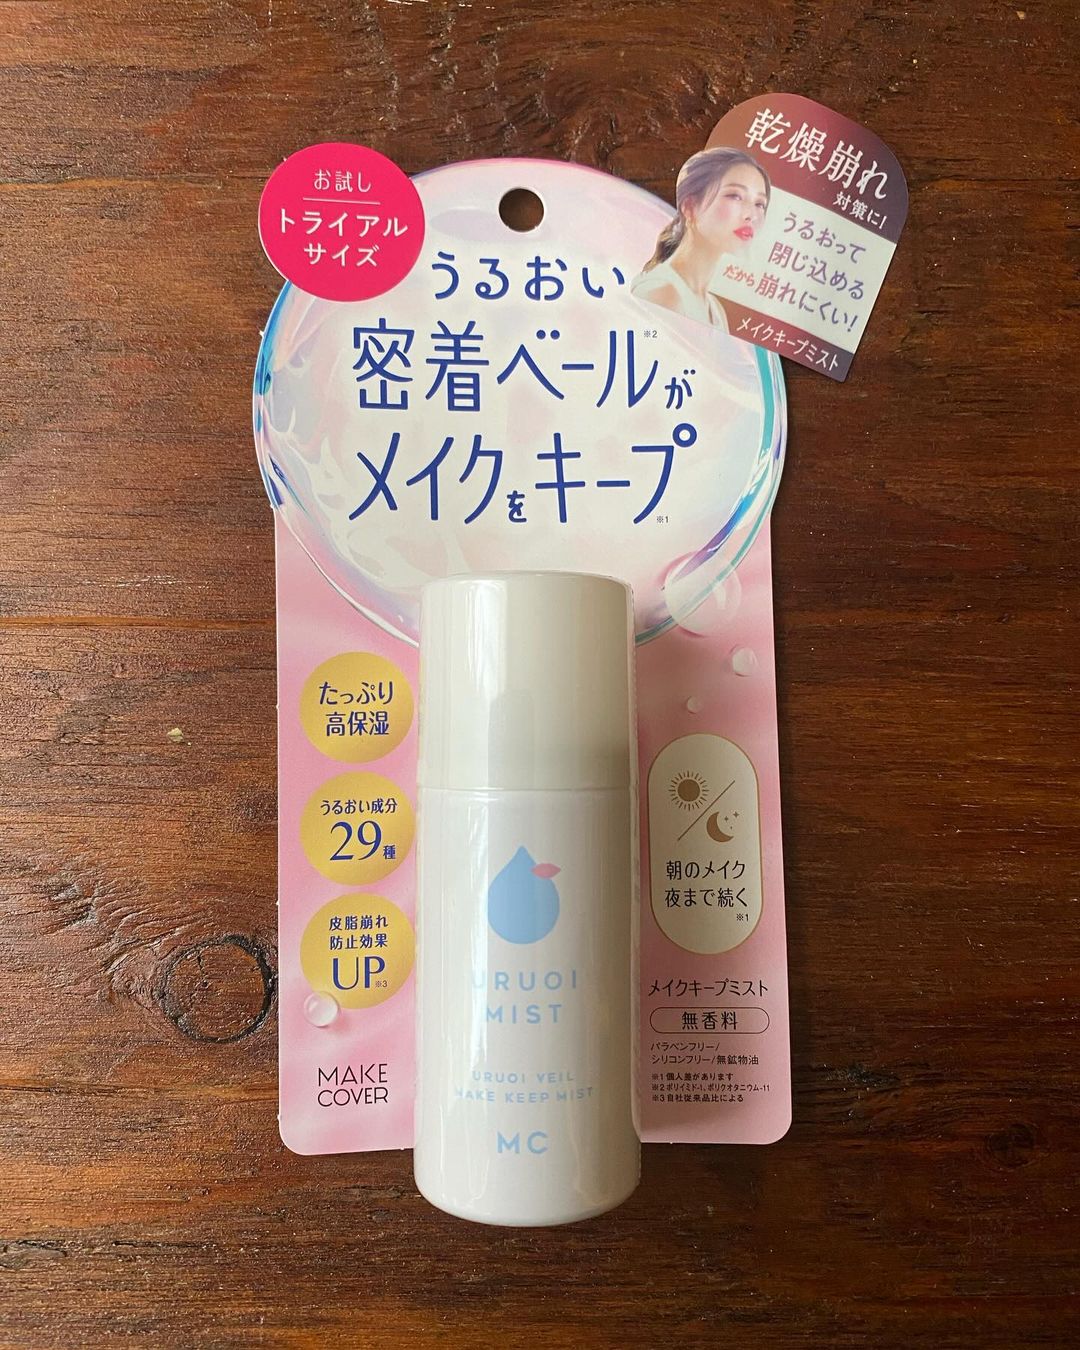 お試し
トライアル
サイズ
乾燥崩れ
対策に!
うるおって
閉じ込める
だから崩れにくい!
メイクキープミスト
うるおい
密着ベール※2が
メイクをキープ※1
たっぷり
高保湿
うるおい成分
29種
皮脂崩れ
防止効果
UP※3
MAKE
COVER
URUOI
MIST
URUOI VEIL
MAKE KEEP MIST
MC
朝のメイク
夜まで続く
※1
メイクキープミスト
無香料
パラベンフリー/
シリコンフリー/無鉱物油
※1 個人差があります
※2 ポリイミド-1、ポリクオタニウム-11
※3 自社従来品比による